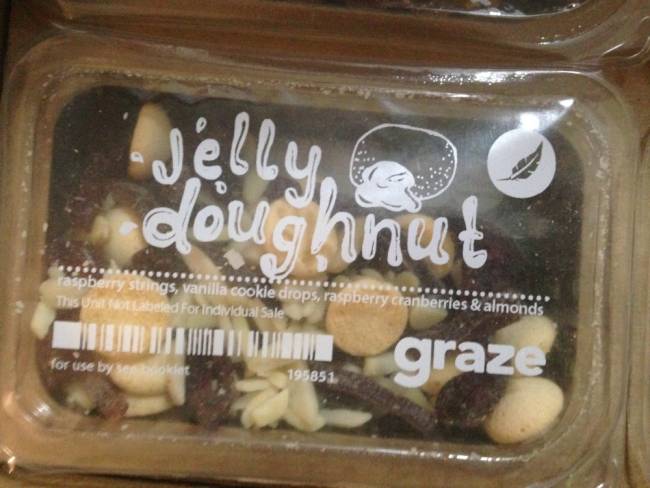 Jelly
doughnut
raspberry strings, vanilla cookie drops, raspberry cranberries & almonds
This Unit Not Labeled For Individual Sale
graze
for use by see booklet
195851